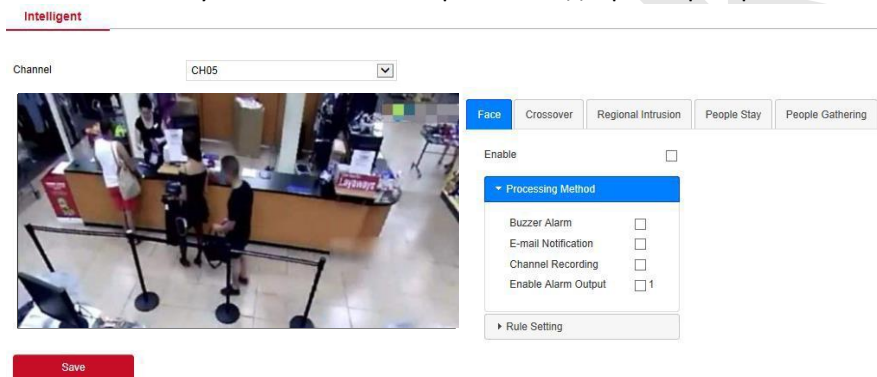 Intelligent
Channel CH05
Face Crossover Regional Intrusion People Stay People Gathering
Enable
Processing Method
Buzzer Alarm
E-mail Notification
Channel Recording
Enable Alarm Output 1
Rule Setting
Layaways
Save